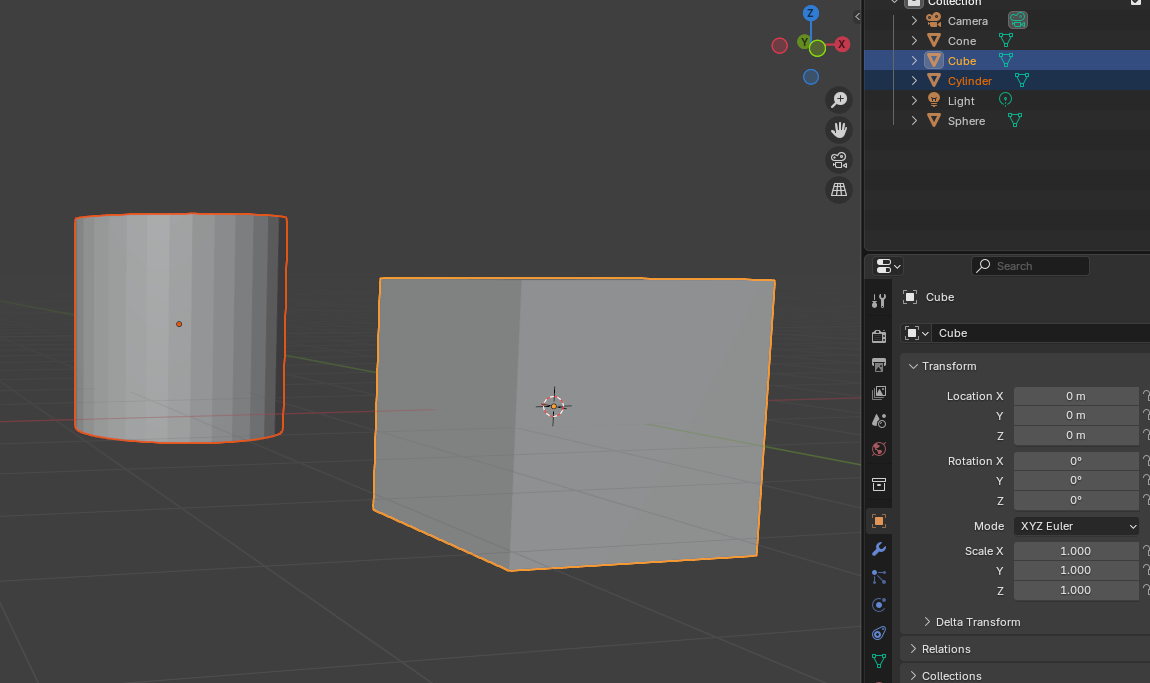 Collection
Camera
Cone
Cube
Cylinder
Light
Sphere
Z
Y
X
Search
Cube
Cube
Transform
Location X 0 m
Y 0 m
Z 0 m
Rotation X 0°
Y 0°
Z 0°
Mode XYZ Euler
Scale X 1.000
Y 1.000
Z 1.000
Delta Transform
Relations
Collections